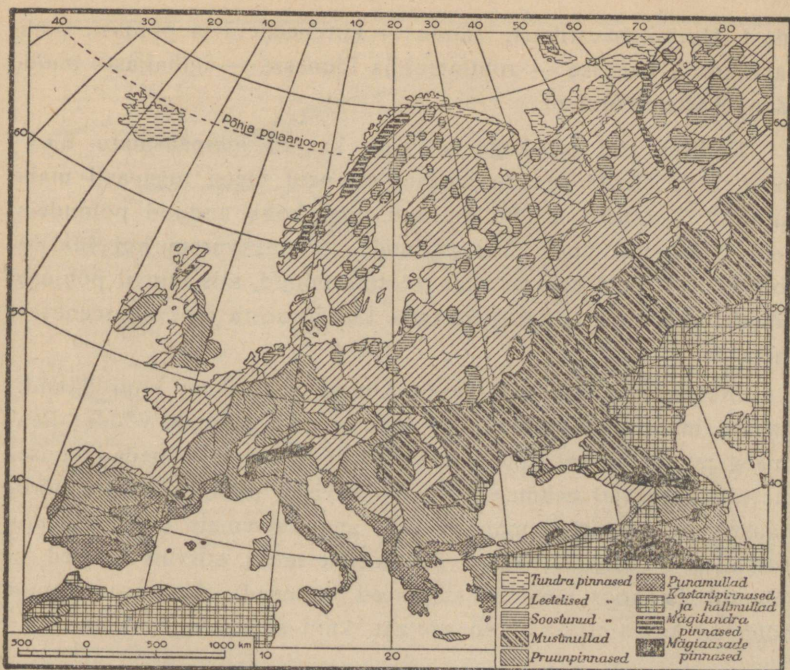 40 30 20 10 0 10 20 30 40 50 60 70 80
Põhja polaarjoon
60
50
40
60
50
40
Tundra pinnased
Leetelised "
Soostunud "
Mustmullad
Pruunpinnased
Punamullad
Kastanipinnased
ja hallmullad
Mägitundra
pinnased
Mägiaasade
pinnased
500 0 500 1000 km
10 20